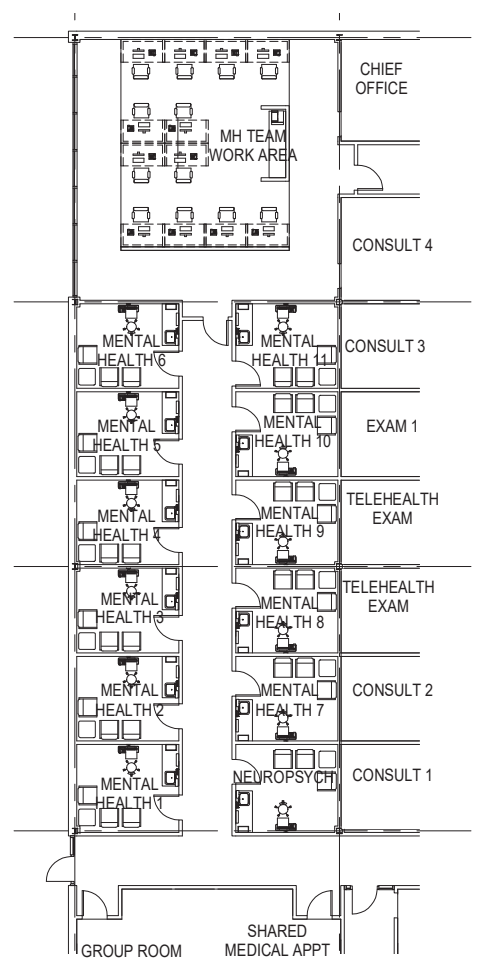 CHIEF
OFFICE
MH TEAM
WORK AREA
CONSULT 4
MENTAL
HEALTH 6
MENTAL
HEALTH 11
CONSULT 3
MENTAL
HEALTH 5
MENTAL
HEALTH 10
EXAM 1
MENTAL
HEALTH 4
MENTAL
HEALTH 9
TELEHEALTH
EXAM
MENTAL
HEALTH 3
MENTAL
HEALTH 8
TELEHEALTH
EXAM
MENTAL
HEALTH 2
MENTAL
HEALTH 7
CONSULT 2
MENTAL
HEALTH 1
NEUROPSYCH
CONSULT 1
GROUP ROOM
SHARED
MEDICAL APPT